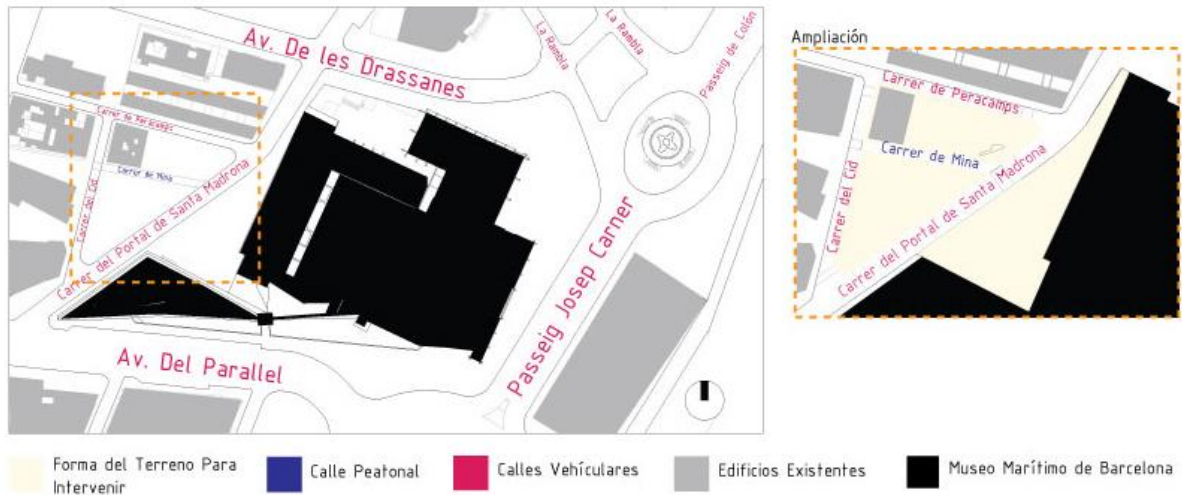 Av. De les Drassanes
La Rambla
La Rambla
Passeig de Colón
Carrer de Peracamps
Carrer de Mina
Carrer del Cid
Carrer del Portal de Santa Madrona
Passeig Josep Carner
Av. Del Parallel
Ampliación
Carrer de Peracamps
Carrer de Mina
Carrer del Cid
Carrer del Portal de Santa Madrona
Forma del Terreno Para
Intervenir
Calle Peatonal
Calles Vehículares
Edificios Existentes
Museo Marítimo de Barcelona